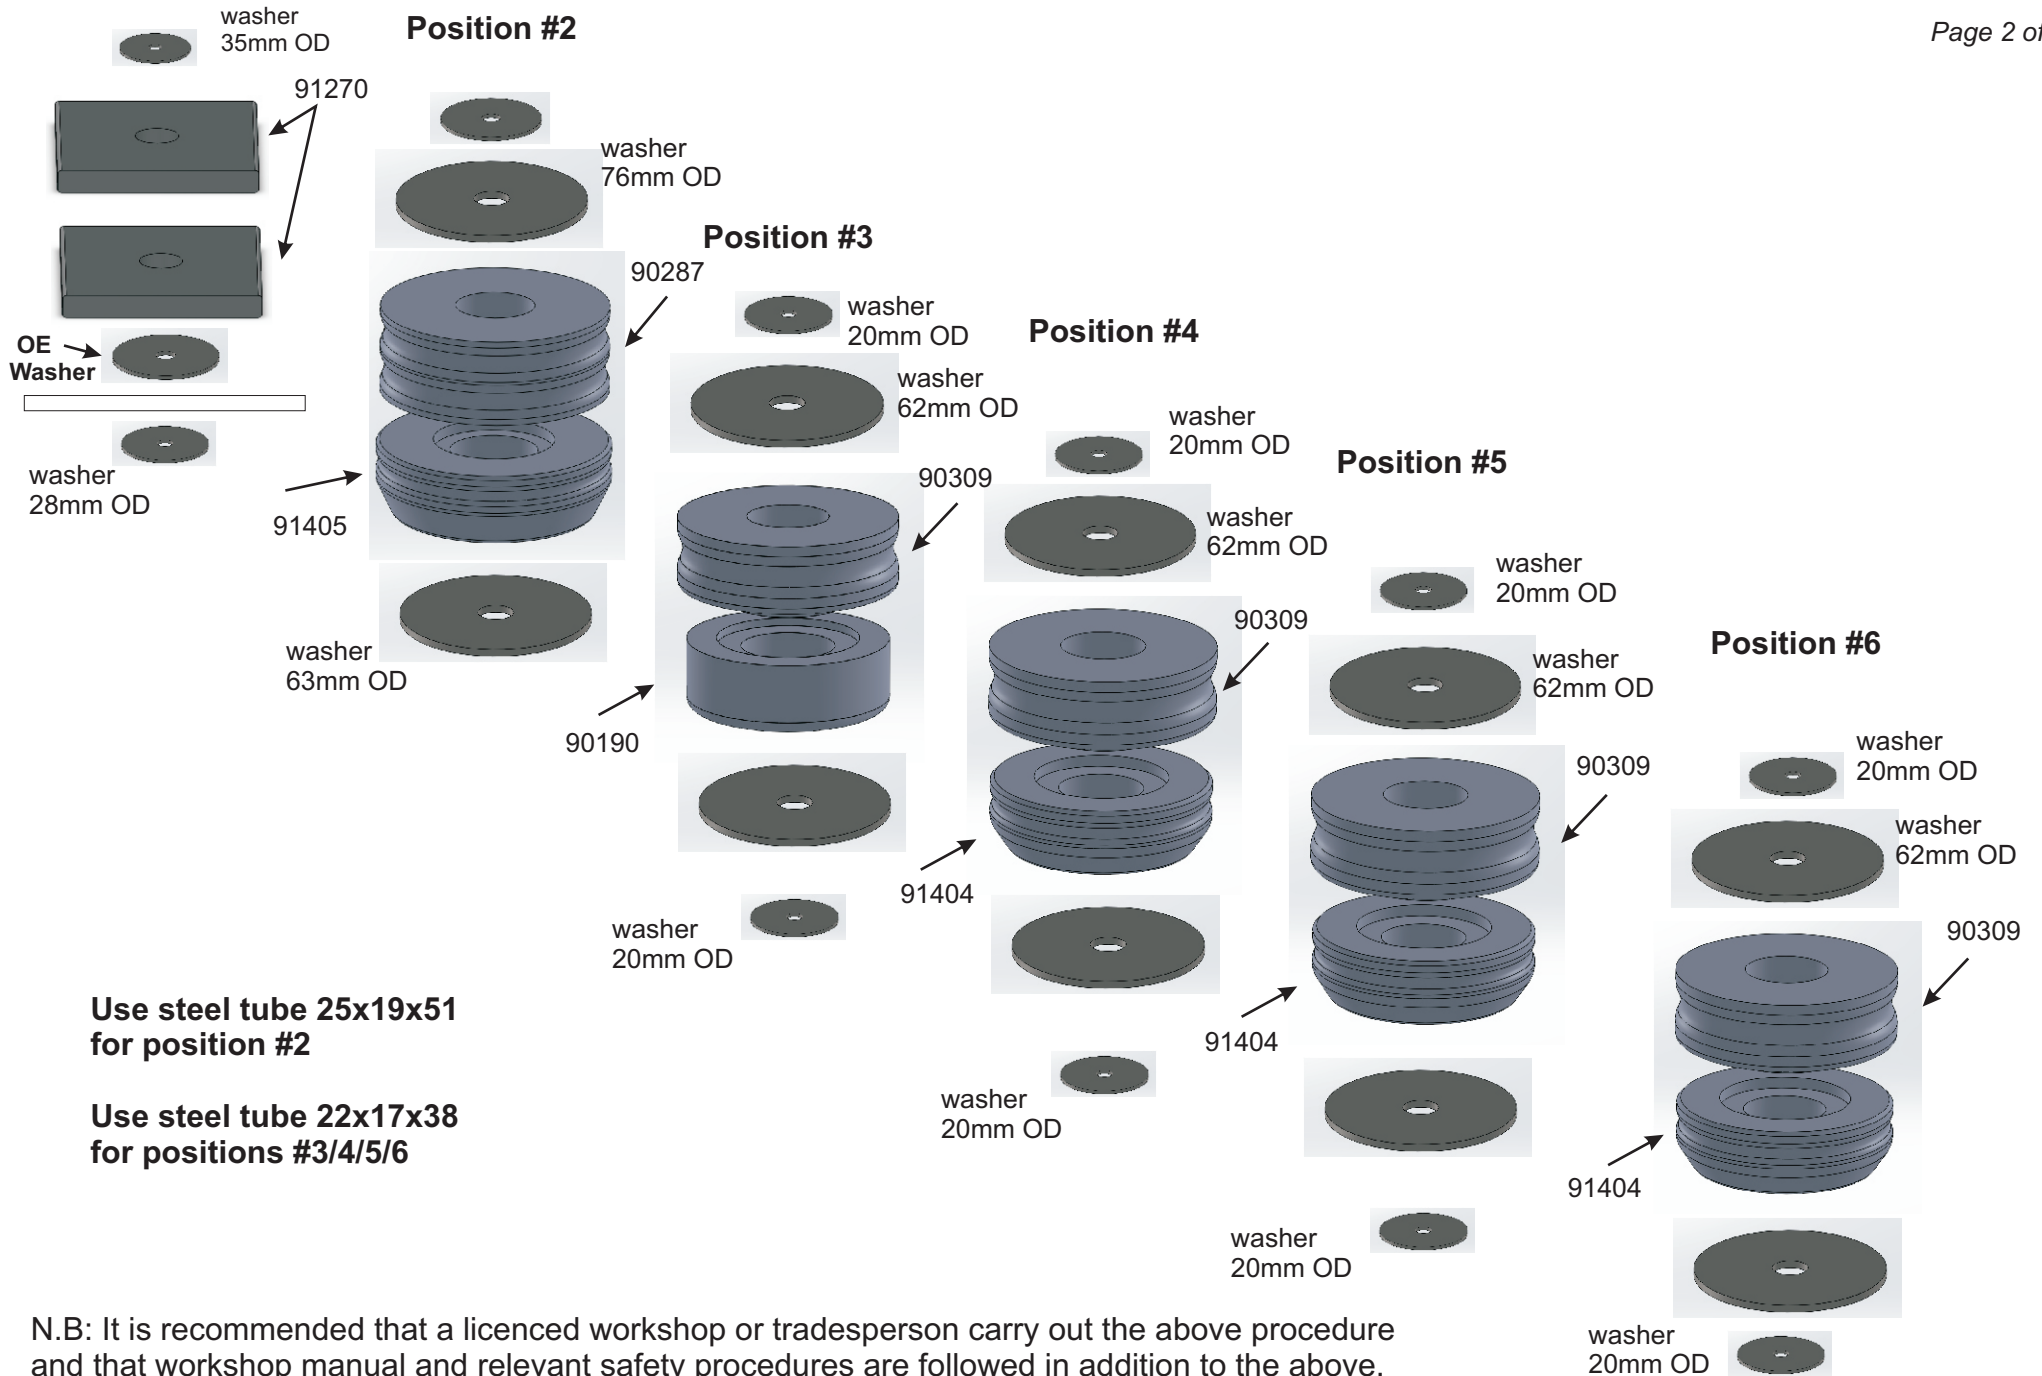 Page 2 of
washer
35mm OD
91270
OE
Washer
washer
28mm OD
Position #2
washer
76mm OD
90287
91405
washer
63mm OD
Position #3
washer
20mm OD
washer
62mm OD
90309
90190
washer
20mm OD
Position #4
washer
20mm OD
washer
62mm OD
90309
91404
washer
20mm OD
Position #5
washer
20mm OD
washer
62mm OD
90309
91404
washer
20mm OD
Position #6
washer
20mm OD
washer
62mm OD
90309
91404
washer
20mm OD
Use steel tube 25x19x51
for position #2
Use steel tube 22x17x38
for positions #3/4/5/6
N.B: It is recommended that a licenced workshop or tradesperson carry out the above procedure
and that workshop manual and relevant safety procedures are followed in addition to the above.